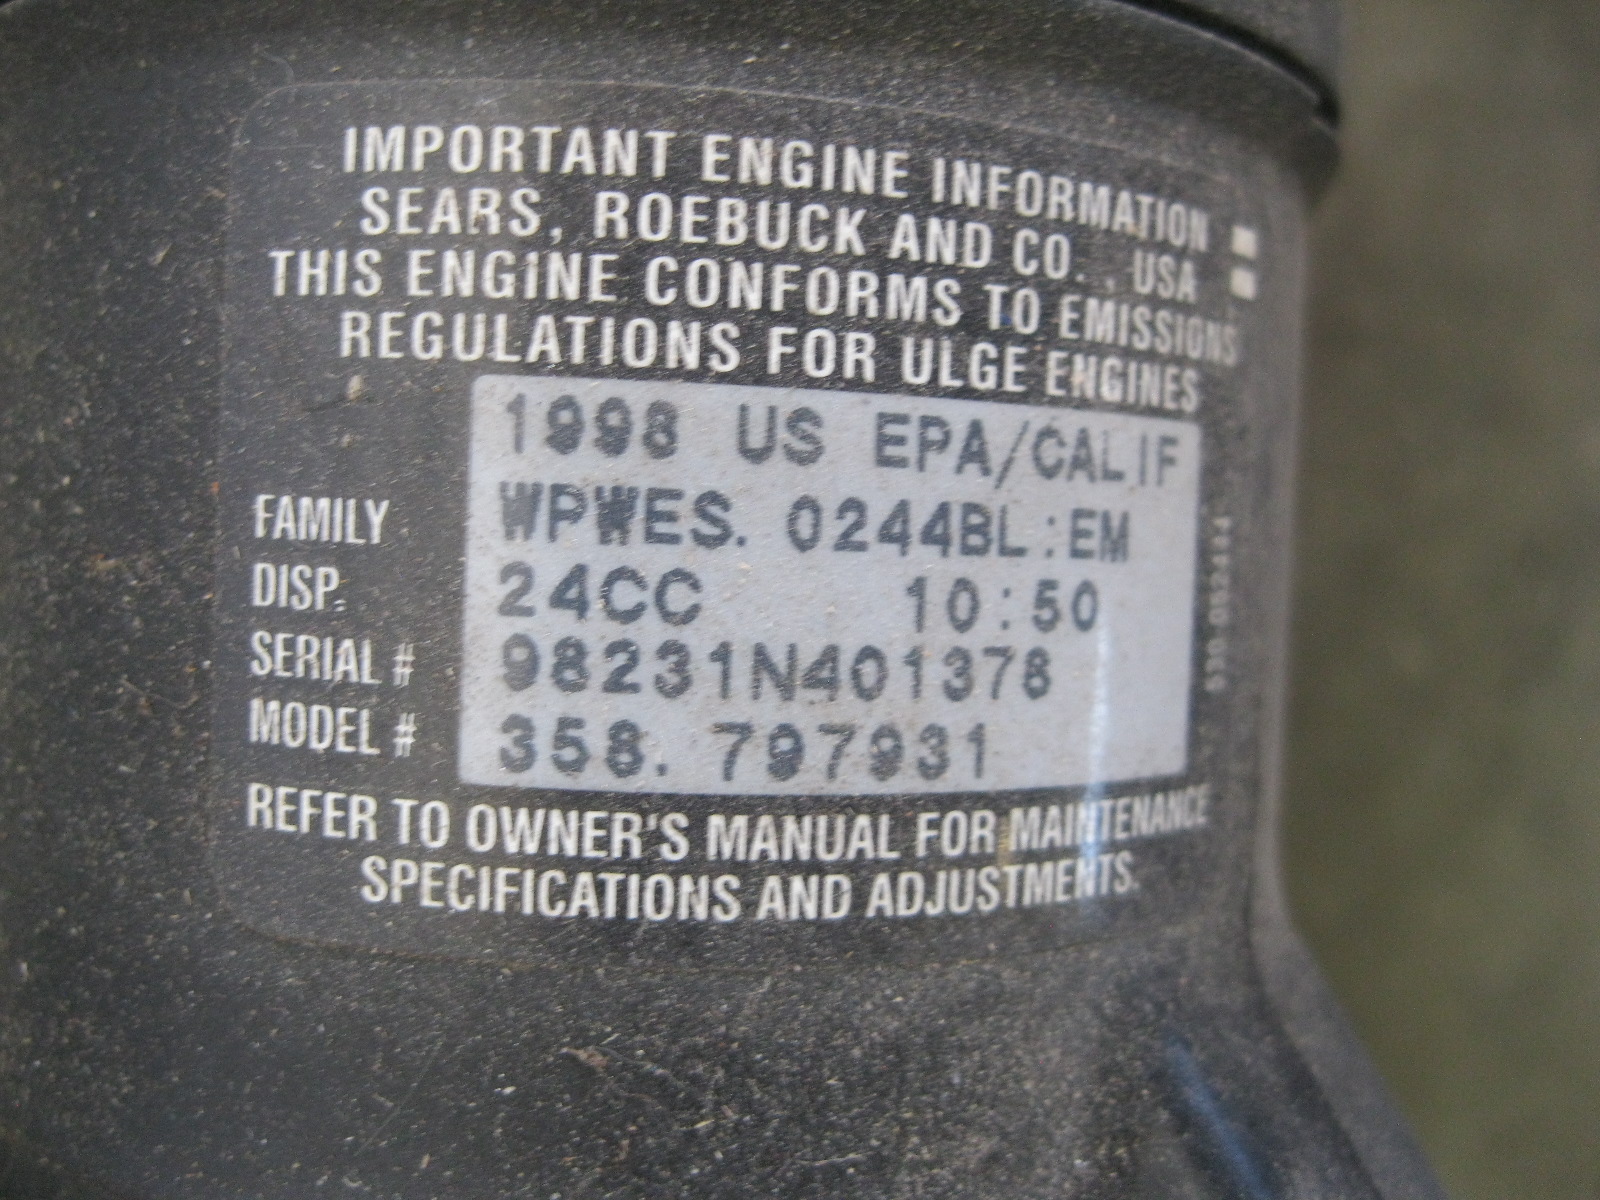 IMPORTANT ENGINE INFORMATION
SEARS, ROEBUCK AND CO., USA
THIS ENGINE CONFORMS TO EMISSIONS
REGULATIONS FOR ULGE ENGINES
1998 US EPA/CALIF
FAMILY WPWES. 0244BL:EM
DISP. 24CC 10:50
SERIAL # 98231N401378
MODEL # 358. 797931
REFER TO OWNER'S MANUAL FOR MAINTENANCE
SPECIFICATIONS AND ADJUSTMENTS.